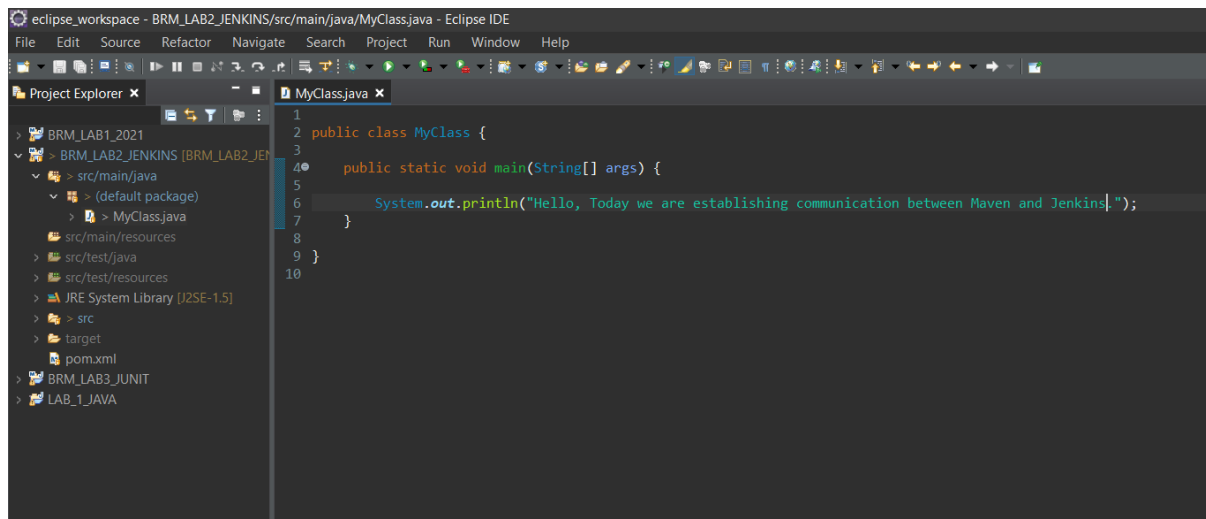 eclipse_workspace - BRM_LAB2_JENKINS/src/main/java/MyClass.java - Eclipse IDE
File Edit Source Refactor Navigate Search Project Run Window Help
Project Explorer
MyClass.java
> BRM_LAB1_2021
> BRM_LAB2_JENKINS [BRM_LAB2_JEN
> src/main/java
> (default package)
> > MyClass.java
src/main/resources
> src/test/java
> src/test/resources
> JRE System Library [J2SE-1.5]
> > src
> target
pom.xml
> BRM_LAB3_JUNIT
> LAB_1_JAVA
1
2 public class MyClass {
3
4 public static void main(String[] args) {
5
6 System.out.println("Hello, Today we are establishing communication between Maven and Jenkins.");
7 }
8
9 }
10